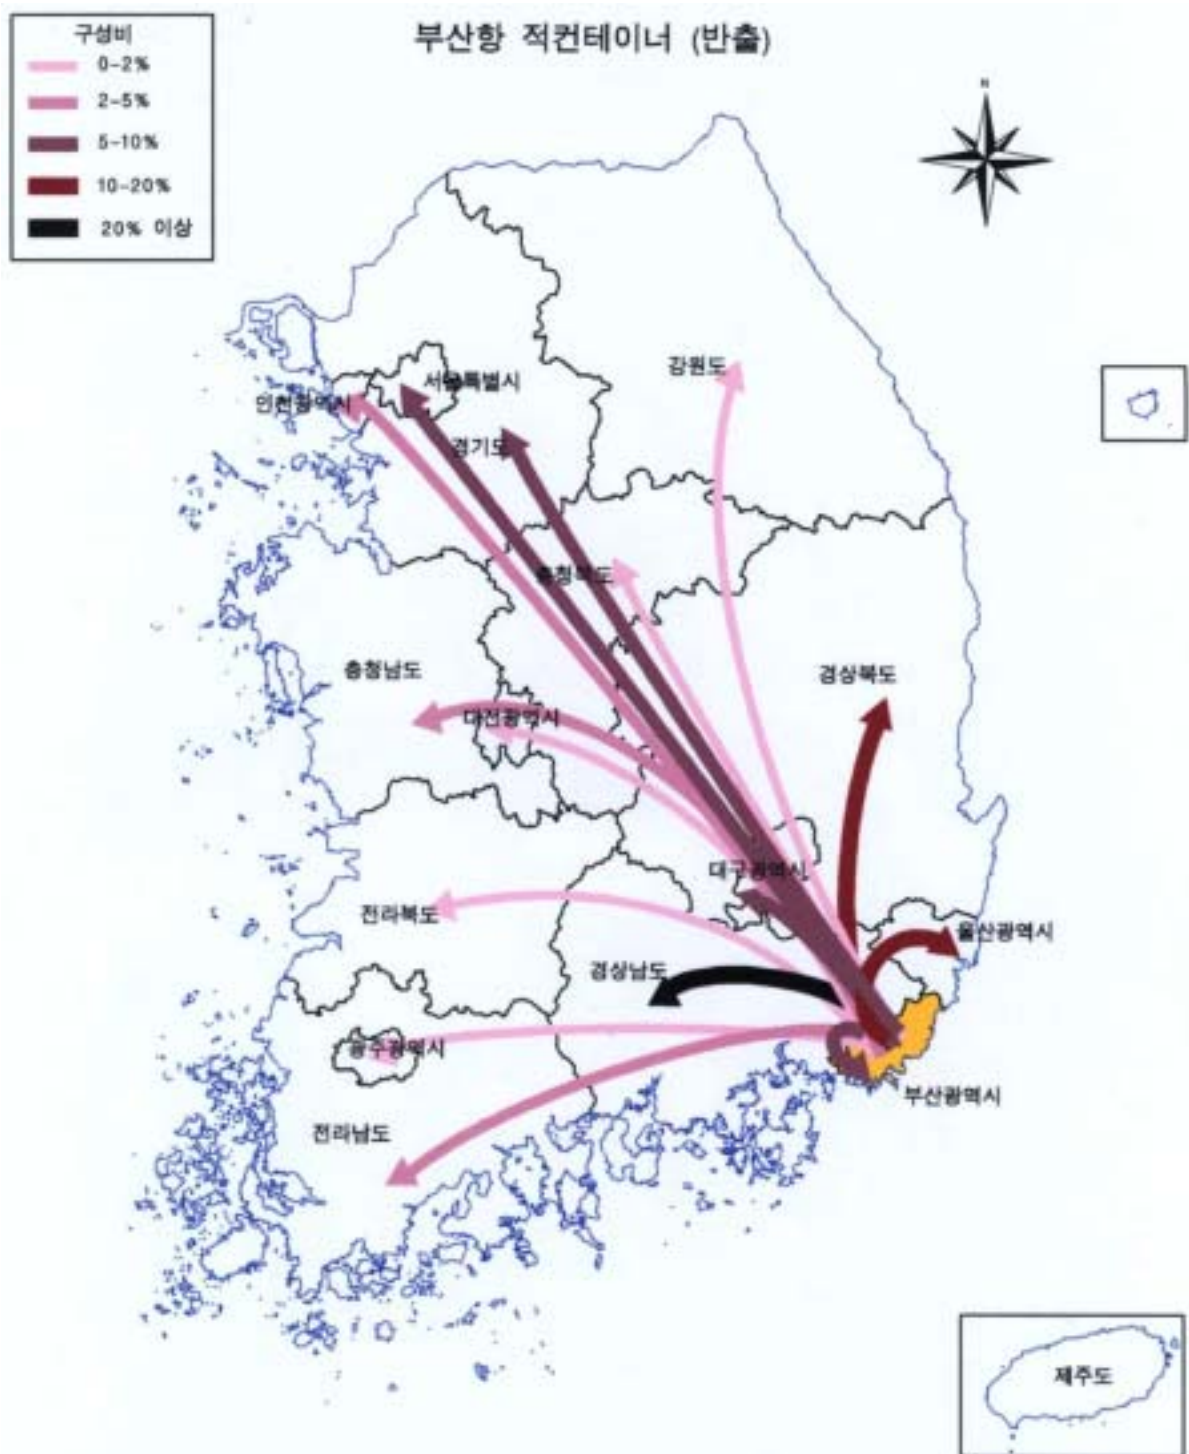 부산항 적컨테이너 (반출)
구성비
0-2%
2-5%
5-10%
10-20%
20% 이상
N
강원도
서울특별시
인천광역시
경기도
충청북도
충청남도
경상북도
대전광역시
대구광역시
전라북도
울산광역시
경상남도
광주광역시
부산광역시
전라남도
제주도